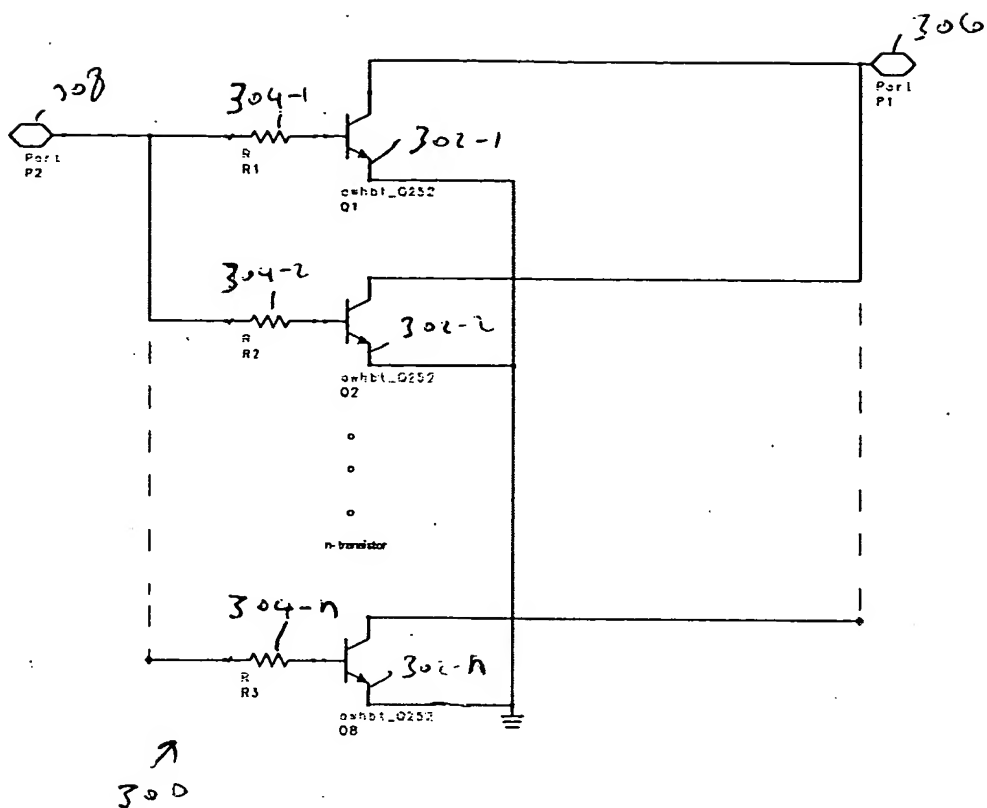 306
Port
P1
308
Port
P2
304-1
R
R1
302-1
Q1
304-2
R
R2
302-2
Q2
n-transistor
304-n
R
R3
302-n
Q8
300